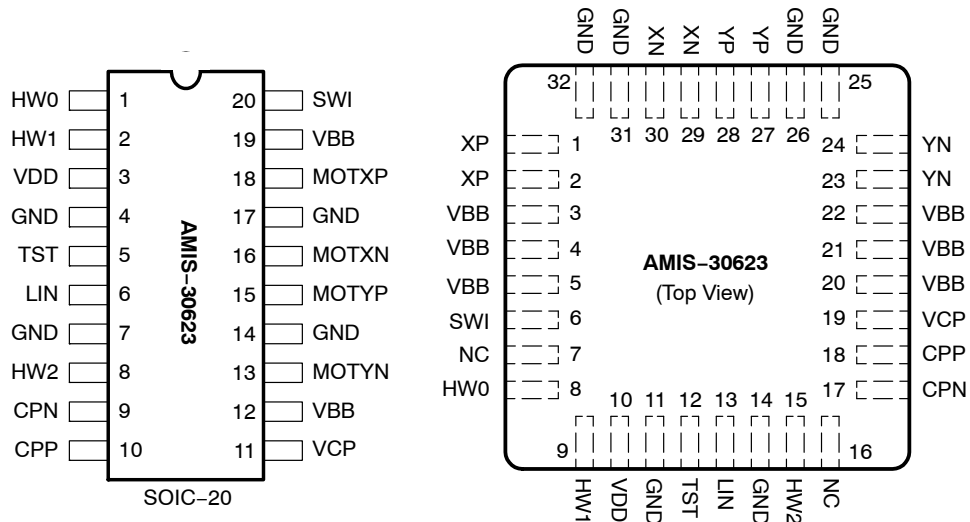 HW0 1 20 SWI
HW1 2 19 VBB
VDD 3 18 MOTXP
GND 4 17 GND
TST 5 16 MOTXN
LIN 6 15 MOTYP
GND 7 14 GND
HW2 8 13 MOTYN
CPN 9 12 VBB
CPP 10 11 VCP
AMIS−30623
SOIC−20
GND GND XN XN YP YP GND GND
32 31 30 29 28 27 26 25
XP 1 24 YN
XP 2 23 YN
VBB 3 22 VBB
VBB 4 21 VBB
VBB 5 20 VBB
SWI 6 19 VCP
NC 7 18 CPP
HW0 8 17 CPN
AMIS−30623
(Top View)
9 10 11 12 13 14 15 16
HW1 VDD GND TST LIN GND HW2 NC